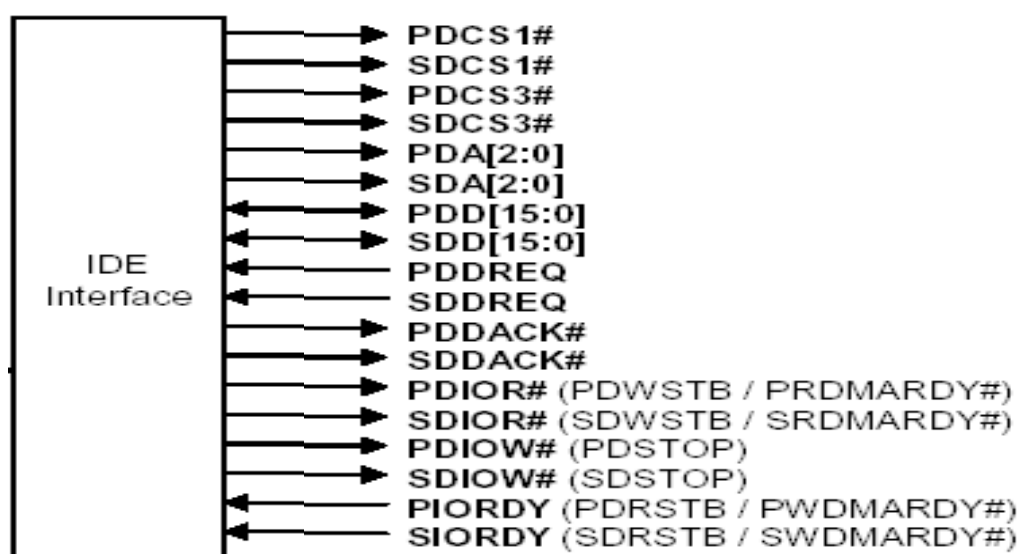 PDCS1#
SDCS1#
PDCS3#
SDCS3#
PDA[2:0]
SDA[2:0]
PDD[15:0]
SDD[15:0]
IDE
Interface
PDDREQ
SDDREQ
PDDACK#
SDDACK#
PDIOR# (PDWSTB / PRDMARDY#)
SDIOR# (SDWSTB / SRDMARDY#)
PDIOW# (PDSTOP)
SDIOW# (SDSTOP)
PIORDY (PDRSTB / PWDMARDY#)
SIORDY (SDRSTB / SWDMARDY#)